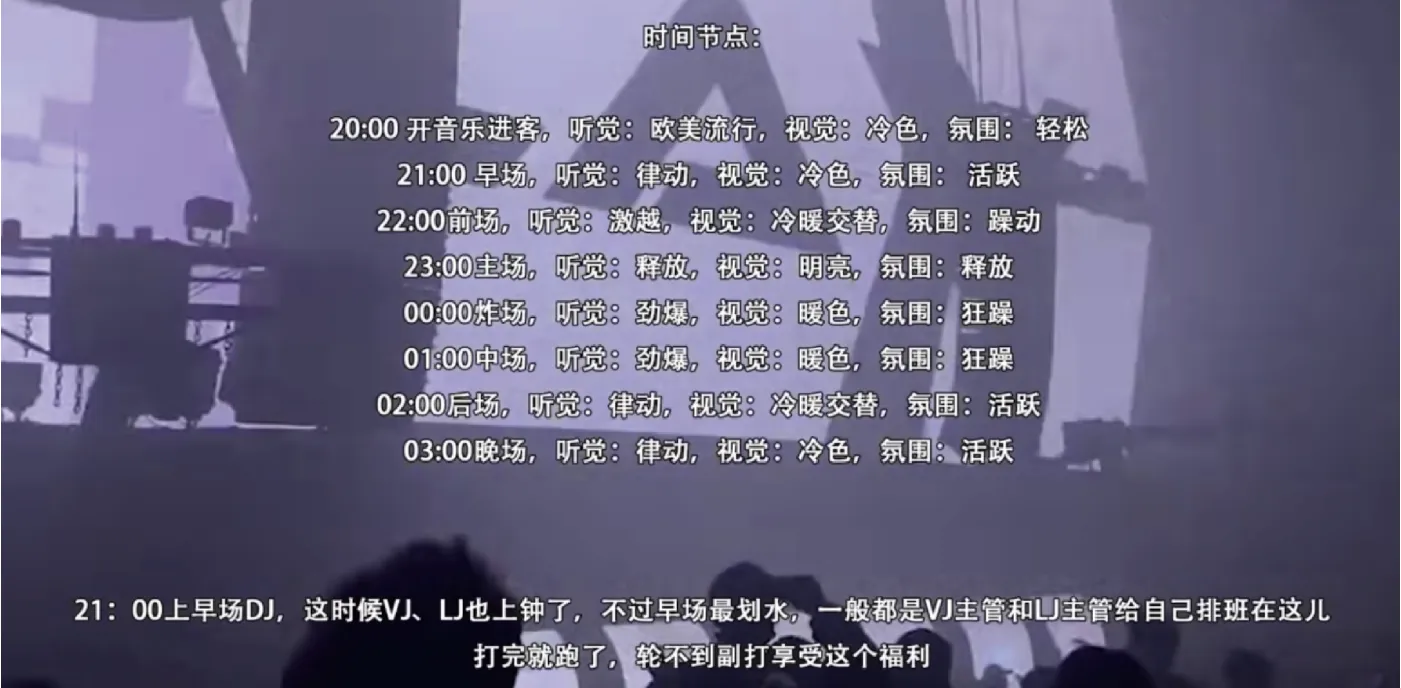 时间节点：
20:00 开音乐进客，听觉：欧美流行，视觉：冷色，氛围： 轻松
21:00 早场，听觉：律动，视觉：冷色，氛围： 活跃
22:00前场，听觉：激越，视觉：冷暖交替，氛围：躁动
23:00主场，听觉：释放，视觉：明亮，氛围：释放
00:00炸场，听觉：劲爆，视觉：暖色，氛围：狂躁
01:00中场，听觉：劲爆，视觉：暖色，氛围：狂躁
02:00后场，听觉：律动，视觉：冷暖交替，氛围：活跃
03:00晚场，听觉：律动，视觉：冷色，氛围：活跃
21：00上早场DJ，这时候VJ、LJ也上钟了，不过早场最划水，一般都是VJ主管和LJ主管给自己排班在这儿
打完就跑了，轮不到副打享受这个福利